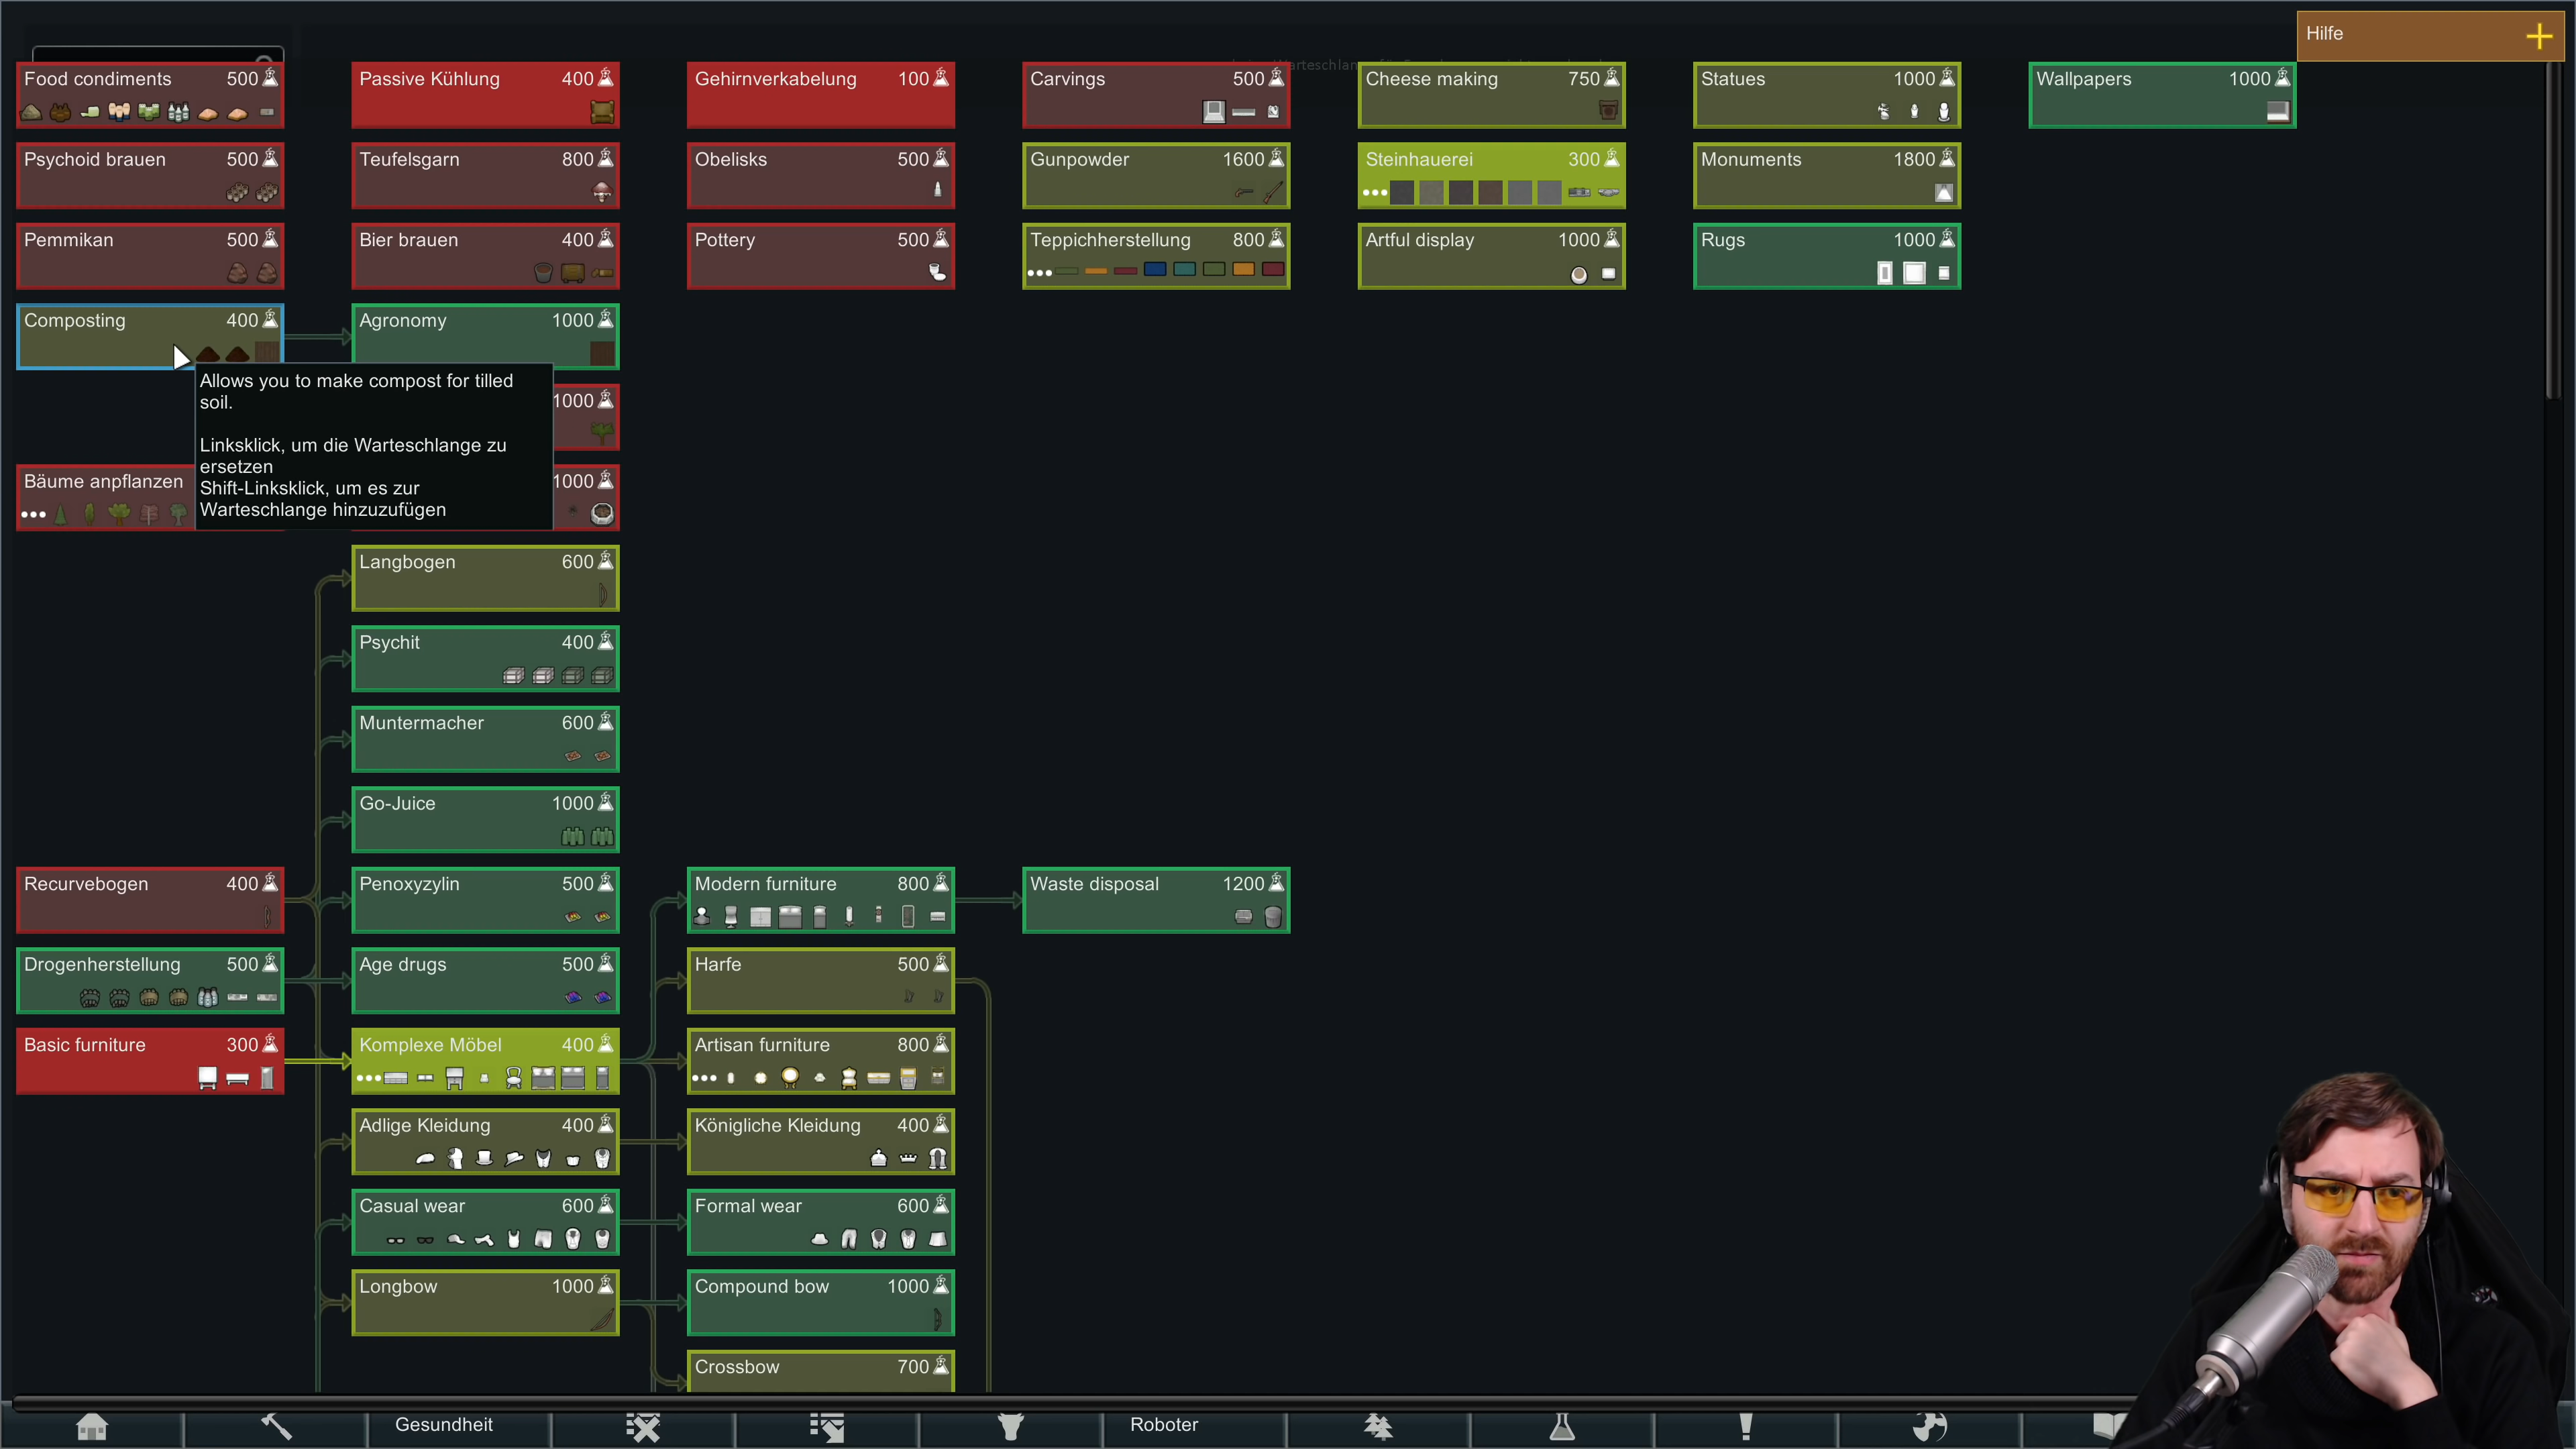 Hilfe
Food condiments 500
Passive Kühlung 400
Gehirnverkabelung 100
Carvings 500
Cheese making 750
Statues 1000
Wallpapers 1000
Psychoid brauen 500
Teufelsgarn 800
Obelisks 500
Gunpowder 1600
Steinhauerei 300
Monuments 1800
Pemmikan 500
Bier brauen 400
Pottery 500
Teppichherstellung 800
Artful display 1000
Rugs 1000
Composting 400
Agronomy 1000
Allows you to make compost for tilled
soil.
Linksklick, um die Warteschlange zu
ersetzen
Shift-Linksklick, um es zur
Warteschlange hinzuzufügen
1000
Bäume anpflanzen
1000
Langbogen 600
Psychit 400
Muntermacher 600
Go-Juice 1000
Recurvebogen 400
Penoxyzylin 500
Modern furniture 800
Waste disposal 1200
Drogenherstellung 500
Age drugs 500
Harfe 500
Basic furniture 300
Komplexe Möbel 400
Artisan furniture 800
Adlige Kleidung 400
Königliche Kleidung 400
Casual wear 600
Formal wear 600
Longbow 1000
Compound bow 1000
Crossbow 700
Gesundheit
Roboter